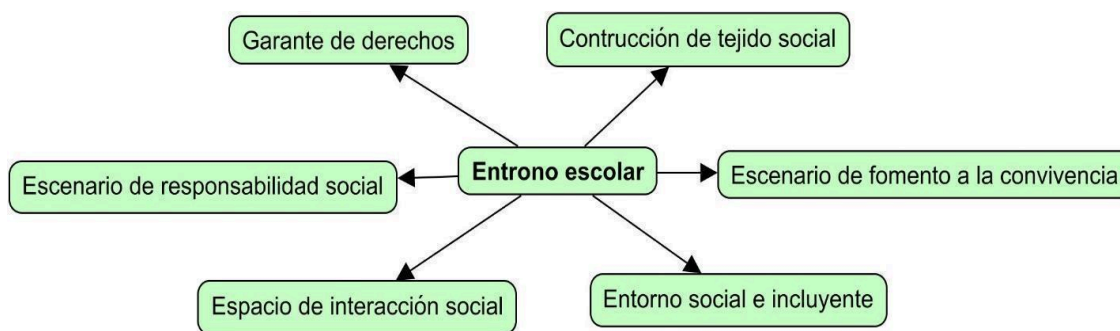 Garante de derechos
Contrucción de tejido social
Entrono escolar
Escenario de responsabilidad social
Escenario de fomento a la convivencia
Espacio de interacción social
Entorno social e incluyente